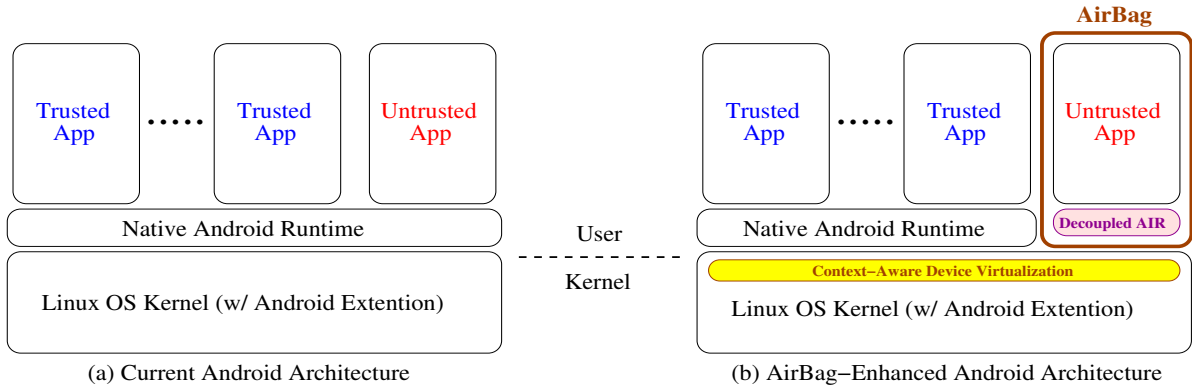 AirBag
Trusted
App
.....
Trusted
App
Untrusted
App
Trusted
App
.....
Trusted
App
Untrusted
App
Native Android Runtime
User
Native Android Runtime
Decoupled AIR
Kernel
Context−Aware Device Virtualization
Linux OS Kernel (w/ Android Extention)
Linux OS Kernel (w/ Android Extention)
(a) Current Android Architecture
(b) AirBag−Enhanced Android Architecture